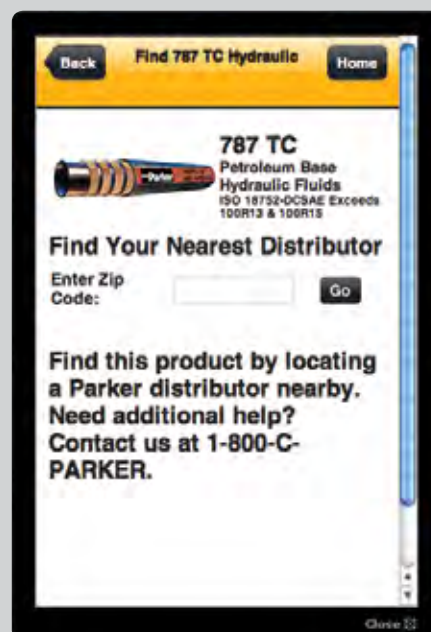 Back
Find 787 TC Hydraulic
Home
787 TC
Petroleum Base
Hydraulic Fluids
ISO 18752-DCSAE Exceeds
100R13 & 100R15
Parker
Find Your Nearest Distributor
Enter Zip
Code:
Go
Find this product by locating
a Parker distributor nearby.
Need additional help?
Contact us at 1-800-C-
PARKER.
Close